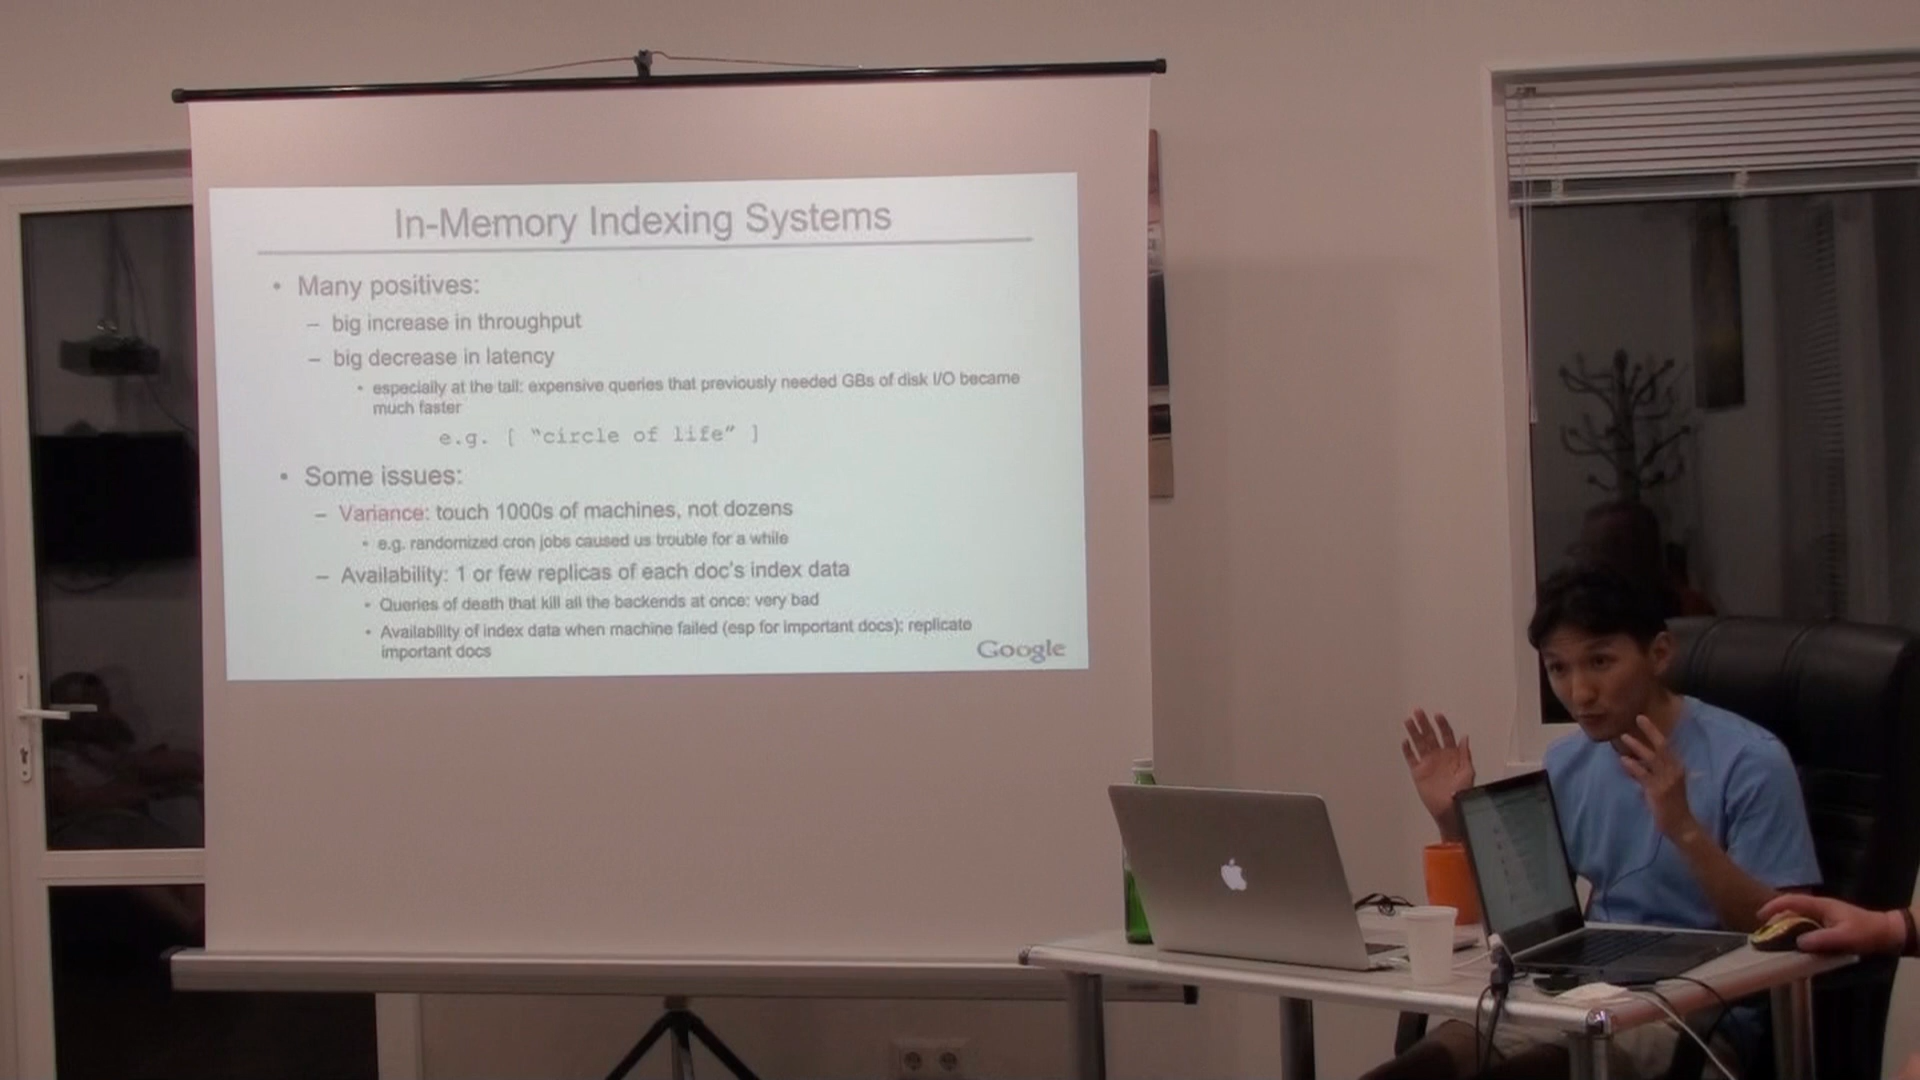 In-Memory Indexing Systems
• Many positives:
– big increase in throughput
– big decrease in latency
• especially at the tail: expensive queries that previously needed GBs of disk I/O became
much faster
e.g. [ “circle of life” ]
• Some issues:
– Variance: touch 1000s of machines, not dozens
• e.g. randomized cron jobs caused us trouble for a while
– Availability: 1 or few replicas of each doc's index data
• Queries of death that kill all the backends at once: very bad
• Availability of index data when machine failed (esp for important docs): replicate
important docs
Google